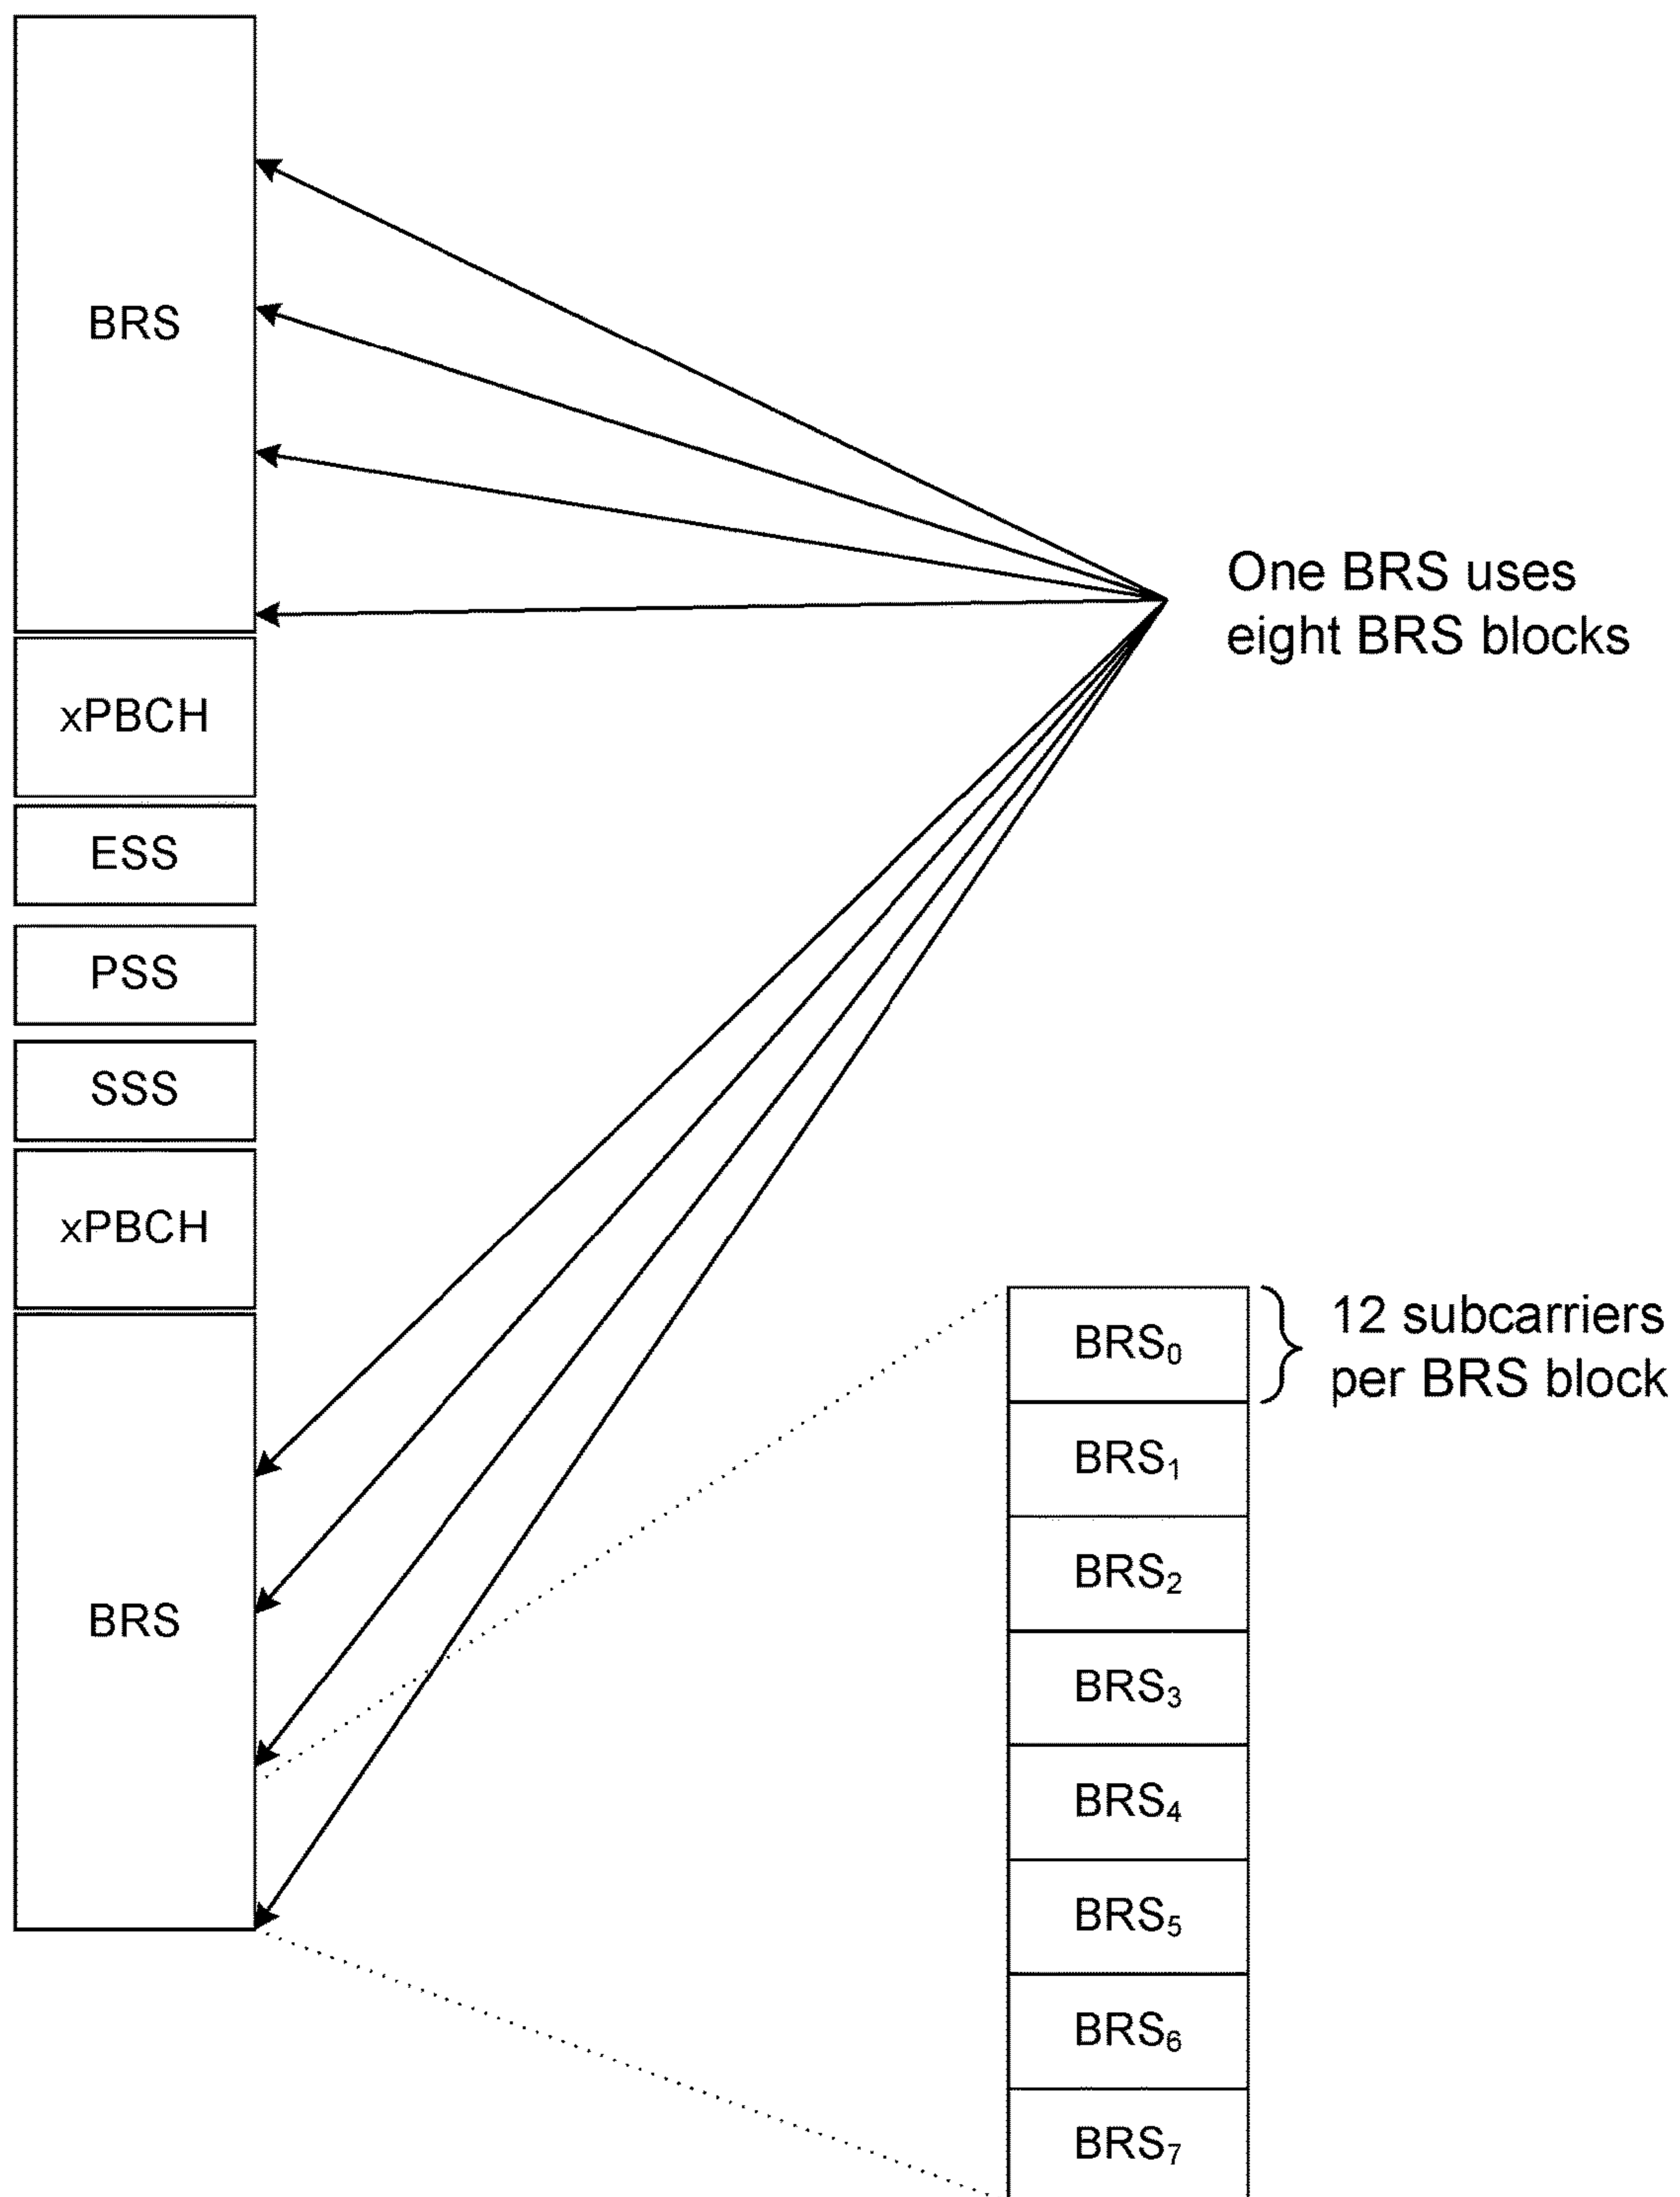 BRS
xPBCH
ESS
PSS
SSS
xPBCH
BRS
One BRS uses
eight BRS blocks
12 subcarriers
per BRS block
BRS₀
BRS₁
BRS₂
BRS₃
BRS₄
BRS₅
BRS₆
BRS₇